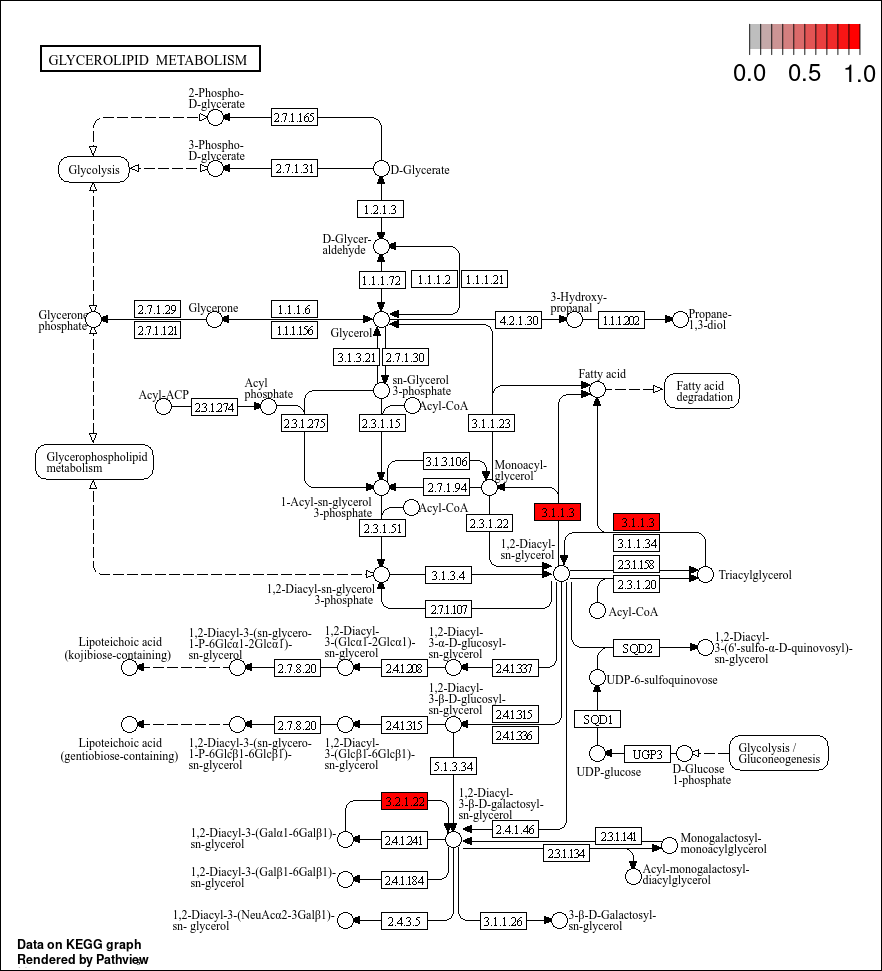 0.0 0.5 1.0
GLYCEROLIPID METABOLISM
2-Phospho-
D-glycerate
2.7.1.165
3-Phospho-
D-glycerate
Glycolysis
2.7.1.31
D-Glycerate
1.2.1.3
D-Glycer-
aldehyde
1.1.1.72
1.1.1.2
1.1.1.21
Glycerone
phosphate
2.7.1.29
2.7.1.121
Glycerone
1.1.1.6
1.1.1.156
Glycerol
4.2.1.30
3-Hydroxy-
propanal
1.1.1.202
Propane-
1,3-diol
3.1.3.21
2.7.1.30
sn-Glycerol
3-phosphate
Fatty acid
Fatty acid
degradation
Acyl-ACP
2.3.1.274
Acyl
phosphate
2.3.1.275
2.3.1.15
Acyl-CoA
3.1.1.23
Glycerophospholipid
metabolism
3.1.3.106
2.7.1.94
Monoacyl-
glycerol
1-Acyl-sn-glycerol
3-phosphate
Acyl-CoA
2.3.1.51
2.3.1.22
3.1.1.3
3.1.1.3
3.1.1.34
2.3.1.158
2.3.1.20
1,2-Diacyl-
sn-glycerol
Triacylglycerol
Acyl-CoA
3.1.3.4
1,2-Diacyl-sn-glycerol
3-phosphate
2.7.1.107
Lipoteichoic acid
(kojibiose-containing)
1,2-Diacyl-3-(sn-glycero-
1-P-6Glcα1-2Glcα1)-
sn-glycerol
2.7.8.20
1,2-Diacyl-
3-(Glcα1-2Glcα1)-
sn-glycerol
2.4.1.208
1,2-Diacyl-
3-α-D-glucosyl-
sn-glycerol
2.4.1.337
SQD2
1,2-Diacyl-
3-(6'-sulfo-α-D-quinovosyl)-
sn-glycerol
UDP-6-sulfoquinovose
SQD1
Lipoteichoic acid
(gentiobiose-containing)
1,2-Diacyl-3-(sn-glycero-
1-P-6Glcβ1-6Glcβ1)-
sn-glycerol
2.7.8.20
1,2-Diacyl-
3-(Glcβ1-6Glcβ1)-
sn-glycerol
2.4.1.315
1,2-Diacyl-
3-β-D-glucosyl-
sn-glycerol
2.4.1.315
2.4.1.336
UDP-glucose
UGP3
D-Glucose
1-phosphate
Glycolysis /
Gluconeogenesis
5.1.3.34
3.2.1.22
1,2-Diacyl-
3-β-D-galactosyl-
sn-glycerol
2.4.1.46
1,2-Diacyl-3-(Galα1-6Galβ1)-
sn-glycerol
2.4.1.241
2.3.1.141
2.3.1.134
Monogalactosyl-
monoacylglycerol
Acyl-monogalactosyl-
diacylglycerol
1,2-Diacyl-3-(Galβ1-6Galβ1)-
sn-glycerol
2.4.1.184
1,2-Diacyl-3-(NeuAcα2-3Galβ1)-
sn- glycerol
2.4.3.5
3.1.1.26
3-β-D-Galactosyl-
sn-glycerol
Data on KEGG graph
Rendered by Pathview